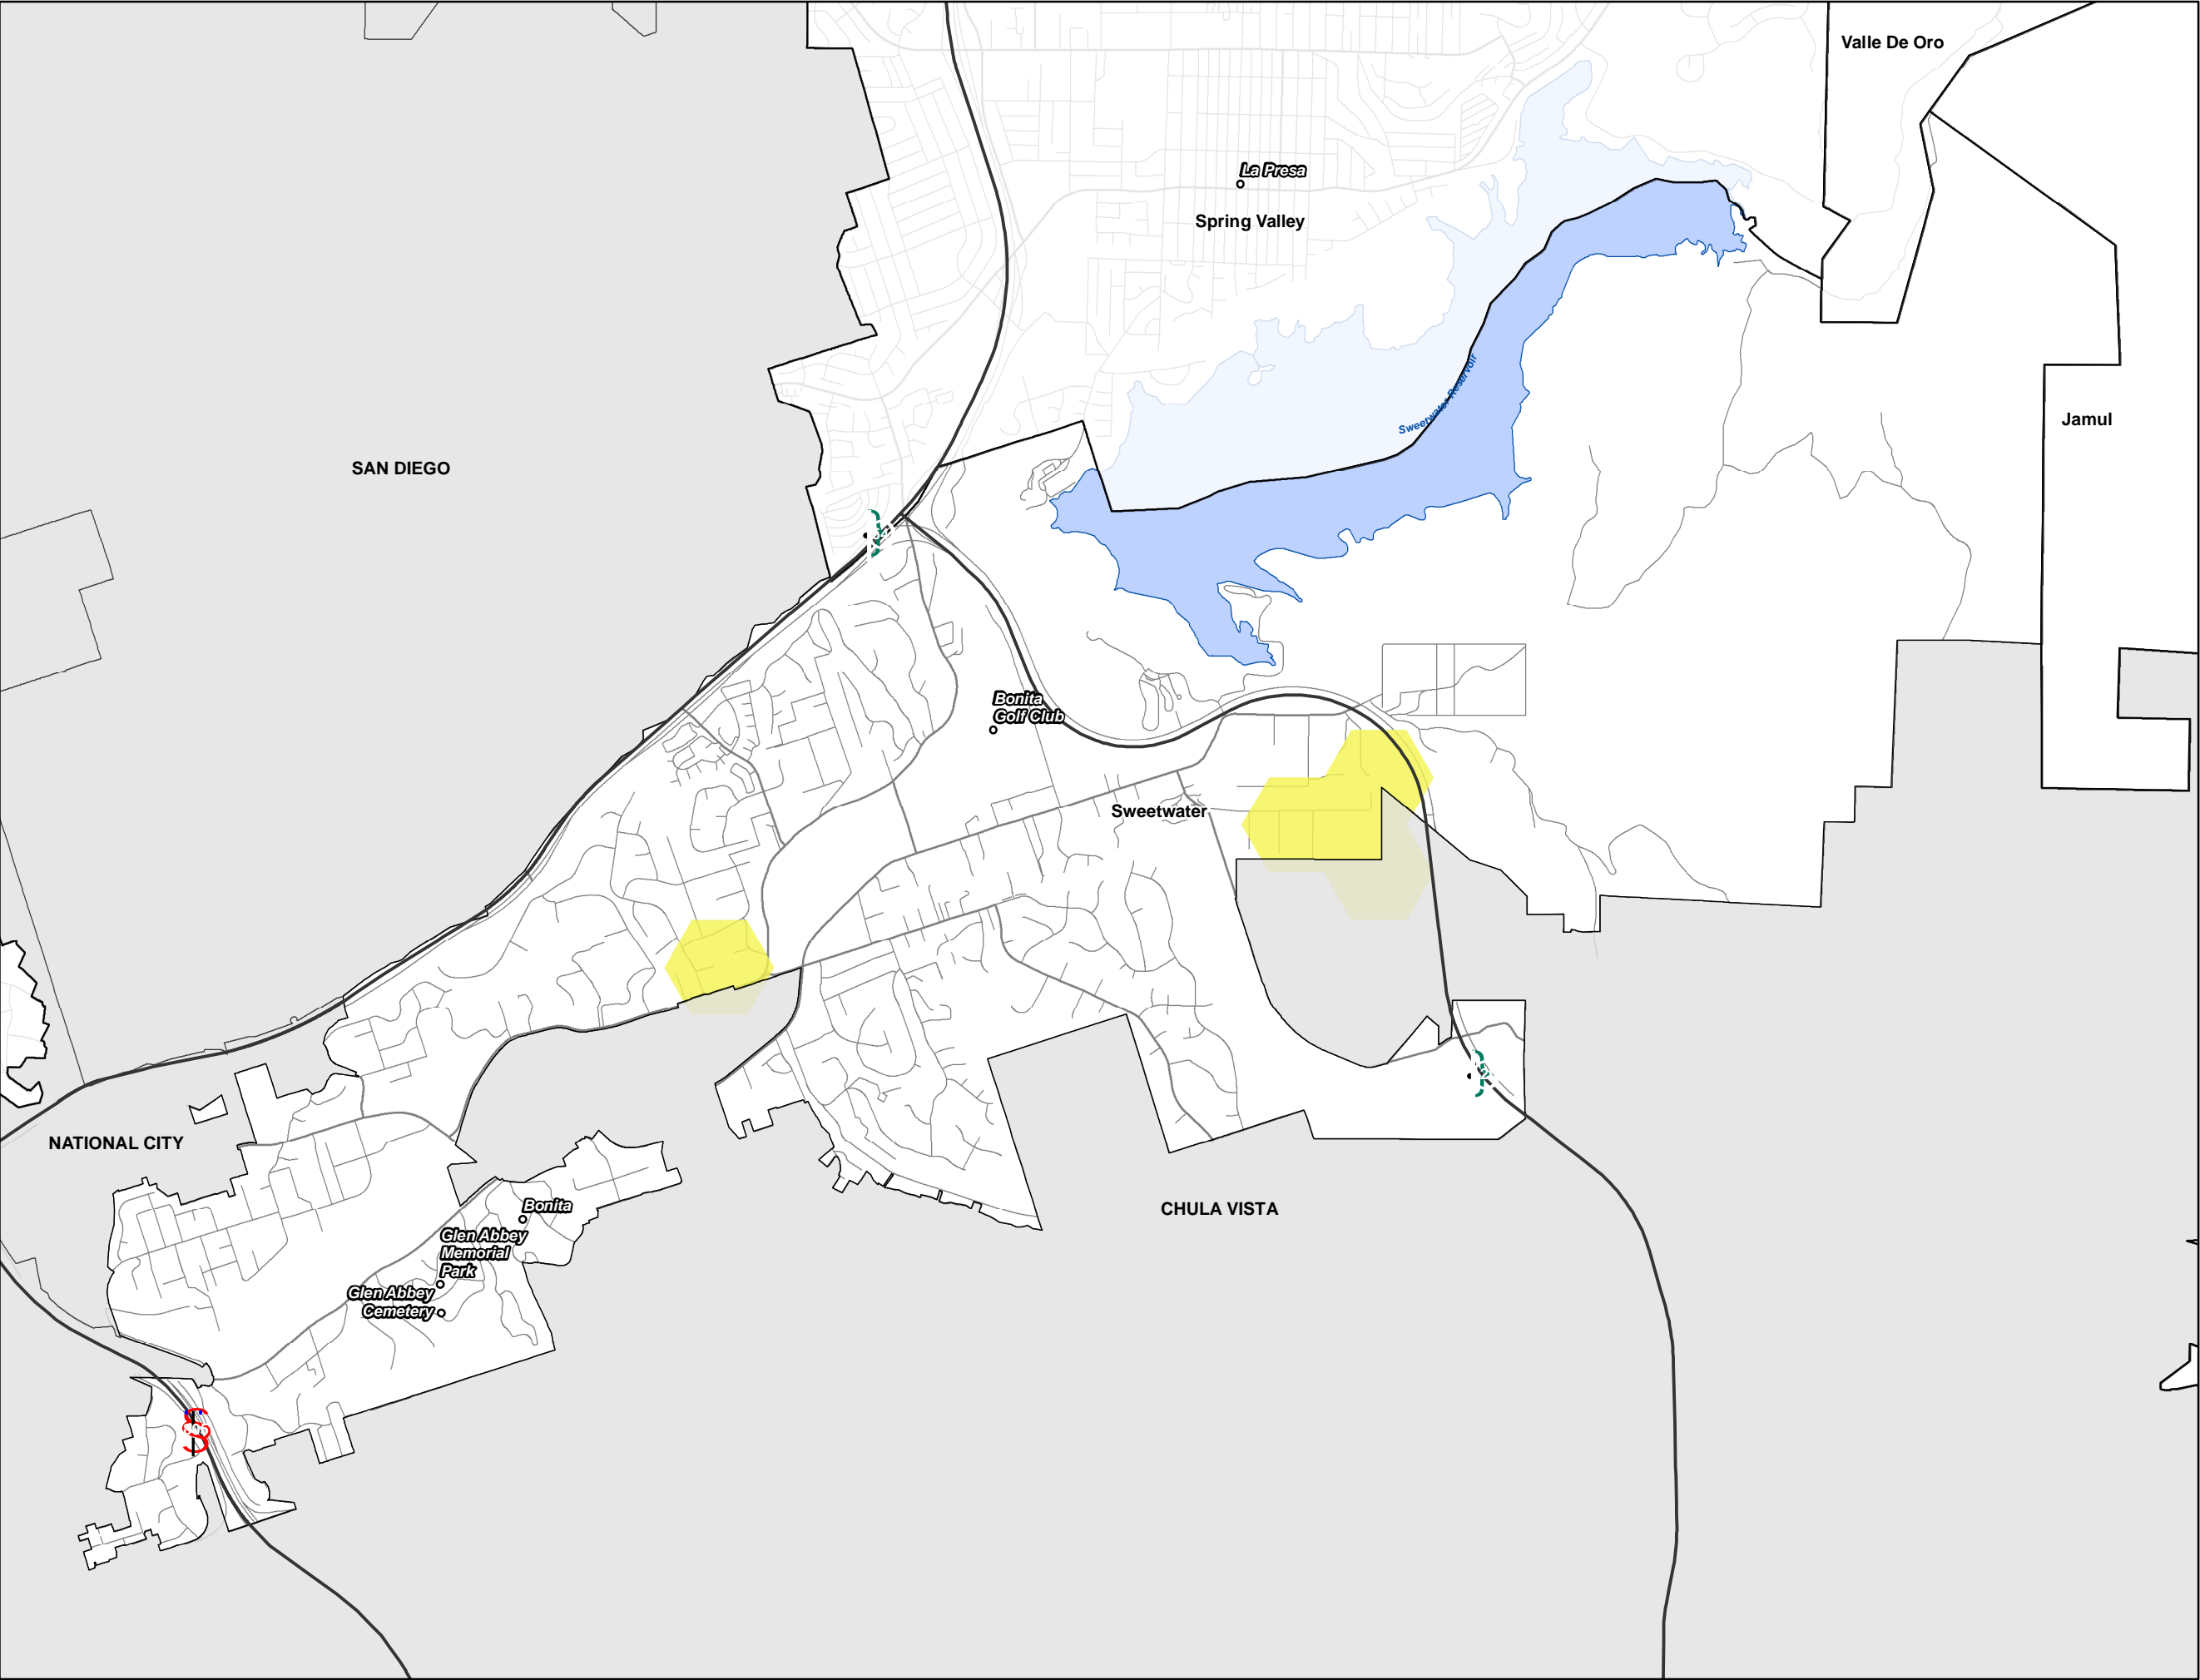 Valle De Oro
La Presa
Spring Valley
Sweetwater Reservoir
Jamul
SAN DIEGO
Bonita
Golf Club
Sweetwater
NATIONAL CITY
Bonita
CHULA VISTA
Glen Abbey
Memorial
Park
Glen Abbey
Cemetery